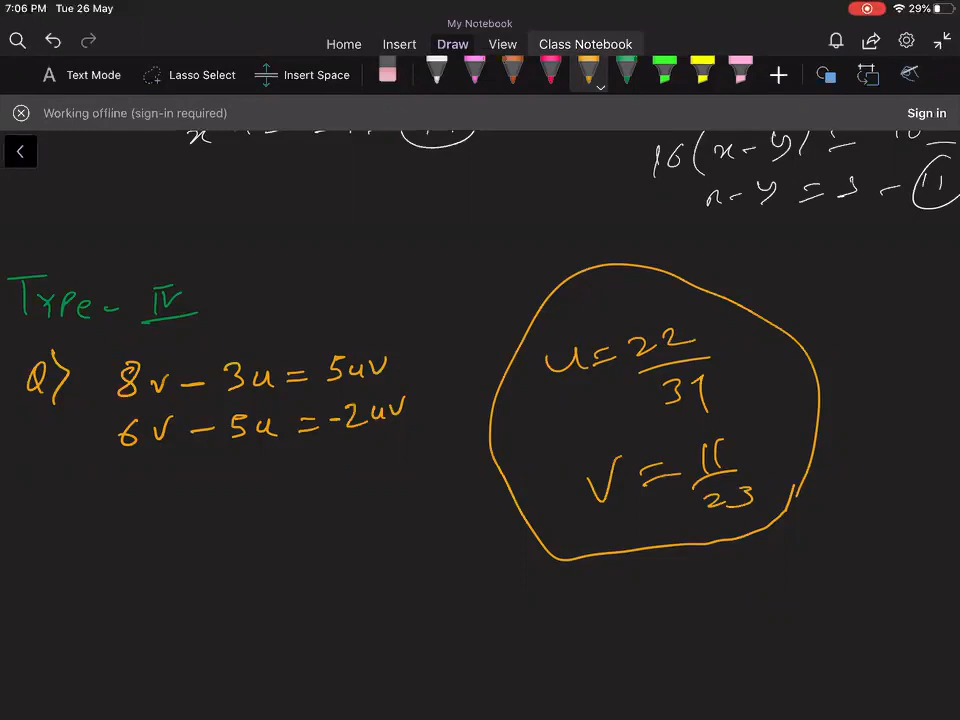 7:06 PM Tue 26 May
29%
My Notebook
Home Insert Draw View Class Notebook
Text Mode Lasso Select Insert Space
Working offline (sign-in required) Sign in
16(x-y)=
x-y=3-11
Type- IV
Q> 8v-3u=5uv
6v-5u=-2uv
u=22/31
v=11/23